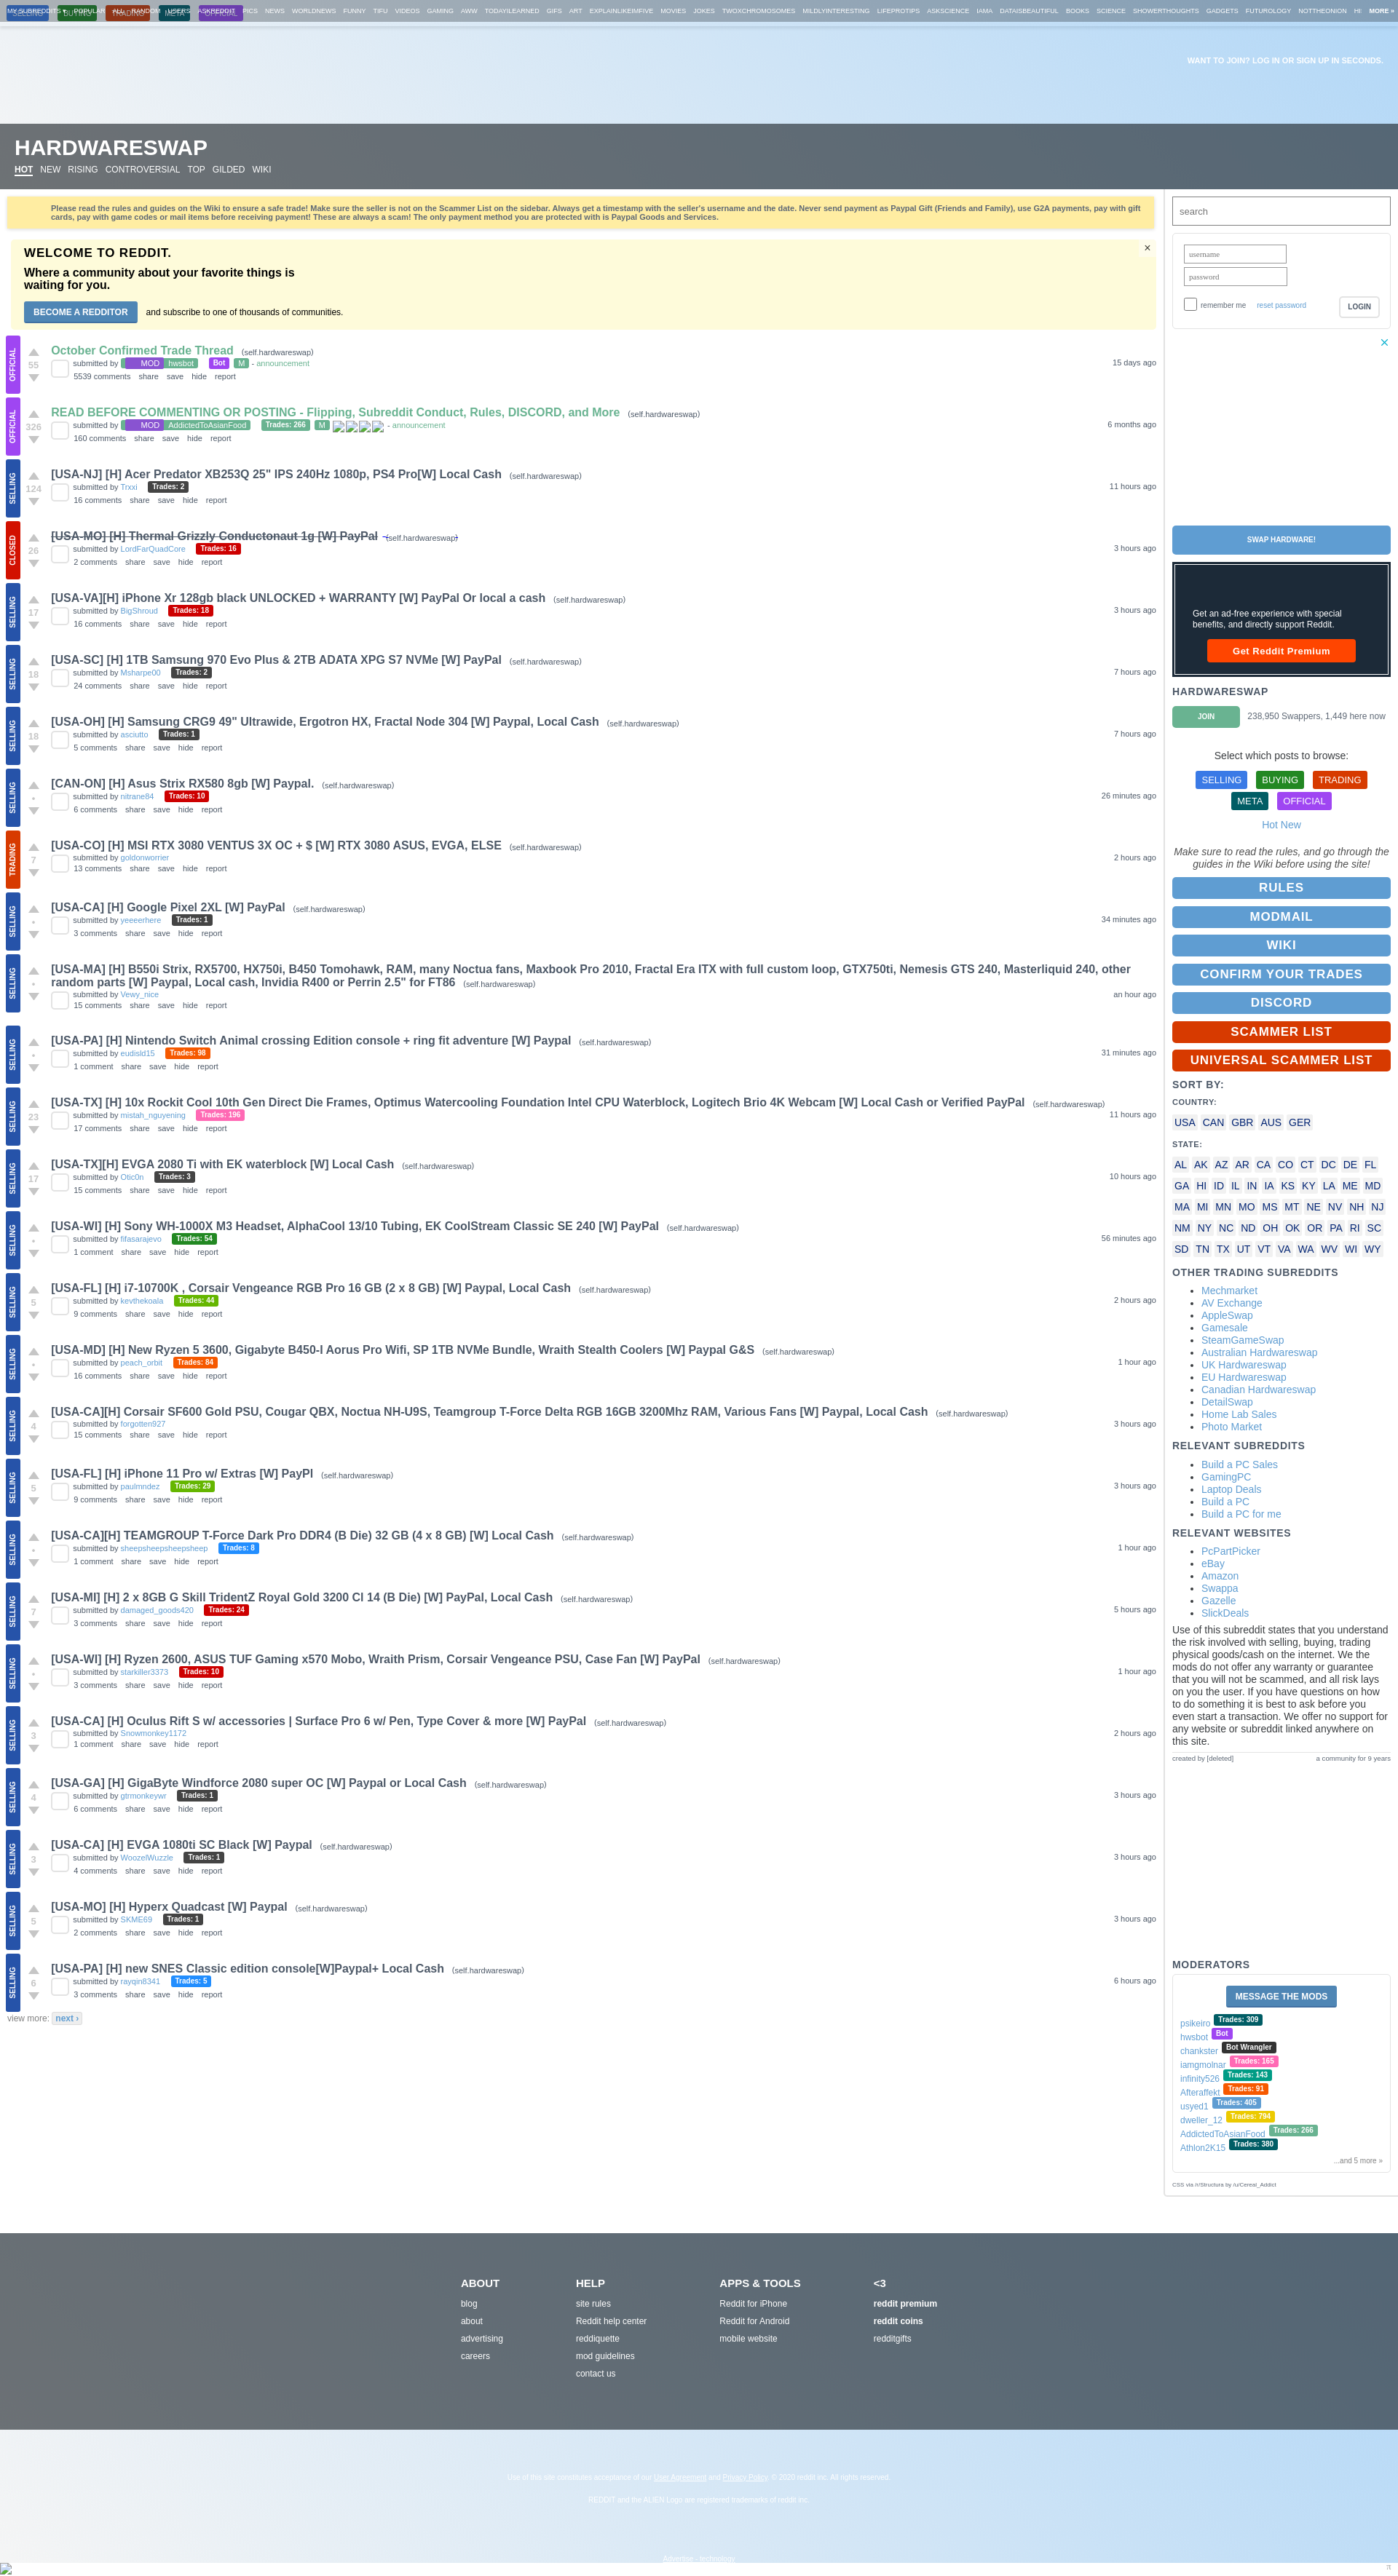 MY SUBREDDITS POPULAR - ALL - RANDOM - USERS ASKREDDIT PICS NEWS WORLDNEWS FUNNY TIFU VIDEOS GAMING AWW TODAYILEARNED GIFS ART EXPLAINLIKEIMFIVE MOVIES JOKES TWOXCHROMOSOMES MILDLYINTERESTING LIFEPROTIPS ASKSCIENCE IAMA DATAISBEAUTIFUL BOOKS SCIENCE SHOWERTHOUGHTS GADGETS FUTUROLOGY NOTTHEONION HI MORE »
SELLING BUYING TRADING META OFFICIAL
WANT TO JOIN? LOG IN OR SIGN UP IN SECONDS.
HARDWARESWAP
HOT NEW RISING CONTROVERSIAL TOP GILDED WIKI
Please read the rules and guides on the Wiki to ensure a safe trade! Make sure the seller is not on the Scammer List on the sidebar. Always get a timestamp with the seller's username and the date. Never send payment as Paypal Gift (Friends and Family), use G2A payments, pay with gift
cards, pay with game codes or mail items before receiving payment! These are always a scam! The only payment method you are protected with is Paypal Goods and Services.
WELCOME TO REDDIT.
×
Where a community about your favorite things is
waiting for you.
BECOME A REDDITOR and subscribe to one of thousands of communities.
OFFICIAL
55
October Confirmed Trade Thread (self.hardwareswap)
submitted by MOD hwsbot Bot M - announcement
15 days ago
5539 comments share save hide report
OFFICIAL
326
READ BEFORE COMMENTING OR POSTING - Flipping, Subreddit Conduct, Rules, DISCORD, and More (self.hardwareswap)
submitted by MOD AddictedToAsianFood Trades: 266 M - announcement
6 months ago
160 comments share save hide report
SELLING
124
[USA-NJ] [H] Acer Predator XB253Q 25" IPS 240Hz 1080p, PS4 Pro[W] Local Cash (self.hardwareswap)
submitted by Trxxi Trades: 2
11 hours ago
16 comments share save hide report
CLOSED
26
[USA-MO] [H] Thermal Grizzly Conductonaut 1g [W] PayPal (self.hardwareswap)
submitted by LordFarQuadCore Trades: 16
3 hours ago
2 comments share save hide report
SELLING
17
[USA-VA][H] iPhone Xr 128gb black UNLOCKED + WARRANTY [W] PayPal Or local a cash (self.hardwareswap)
submitted by BigShroud Trades: 18
3 hours ago
16 comments share save hide report
SELLING
18
[USA-SC] [H] 1TB Samsung 970 Evo Plus & 2TB ADATA XPG S7 NVMe [W] PayPal (self.hardwareswap)
submitted by Msharpe00 Trades: 2
7 hours ago
24 comments share save hide report
SELLING
18
[USA-OH] [H] Samsung CRG9 49" Ultrawide, Ergotron HX, Fractal Node 304 [W] Paypal, Local Cash (self.hardwareswap)
submitted by asciutto Trades: 1
7 hours ago
5 comments share save hide report
SELLING
•
[CAN-ON] [H] Asus Strix RX580 8gb [W] Paypal. (self.hardwareswap)
submitted by nitrane84 Trades: 10
26 minutes ago
6 comments share save hide report
TRADING
7
[USA-CO] [H] MSI RTX 3080 VENTUS 3X OC + $ [W] RTX 3080 ASUS, EVGA, ELSE (self.hardwareswap)
submitted by goldonworrier
2 hours ago
13 comments share save hide report
SELLING
•
[USA-CA] [H] Google Pixel 2XL [W] PayPal (self.hardwareswap)
submitted by yeeeerhere Trades: 1
34 minutes ago
3 comments share save hide report
SELLING
•
[USA-MA] [H] B550i Strix, RX5700, HX750i, B450 Tomohawk, RAM, many Noctua fans, Maxbook Pro 2010, Fractal Era ITX with full custom loop, GTX750ti, Nemesis GTS 240, Masterliquid 240, other
random parts [W] Paypal, Local cash, Invidia R400 or Perrin 2.5" for FT86 (self.hardwareswap)
submitted by Vewy_nice
an hour ago
15 comments share save hide report
SELLING
•
[USA-PA] [H] Nintendo Switch Animal crossing Edition console + ring fit adventure [W] Paypal (self.hardwareswap)
submitted by eudisld15 Trades: 98
31 minutes ago
1 comment share save hide report
SELLING
23
[USA-TX] [H] 10x Rockit Cool 10th Gen Direct Die Frames, Optimus Watercooling Foundation Intel CPU Waterblock, Logitech Brio 4K Webcam [W] Local Cash or Verified PayPal (self.hardwareswap)
submitted by mistah_nguyening Trades: 196
11 hours ago
17 comments share save hide report
SELLING
17
[USA-TX][H] EVGA 2080 Ti with EK waterblock [W] Local Cash (self.hardwareswap)
submitted by Otic0n Trades: 3
10 hours ago
15 comments share save hide report
SELLING
•
[USA-WI] [H] Sony WH-1000X M3 Headset, AlphaCool 13/10 Tubing, EK CoolStream Classic SE 240 [W] PayPal (self.hardwareswap)
submitted by fifasarajevo Trades: 54
56 minutes ago
1 comment share save hide report
SELLING
5
[USA-FL] [H] i7-10700K , Corsair Vengeance RGB Pro 16 GB (2 x 8 GB) [W] Paypal, Local Cash (self.hardwareswap)
submitted by kevthekoala Trades: 44
2 hours ago
9 comments share save hide report
SELLING
•
[USA-MD] [H] New Ryzen 5 3600, Gigabyte B450-I Aorus Pro Wifi, SP 1TB NVMe Bundle, Wraith Stealth Coolers [W] Paypal G&S (self.hardwareswap)
submitted by peach_orbit Trades: 84
1 hour ago
16 comments share save hide report
SELLING
4
[USA-CA][H] Corsair SF600 Gold PSU, Cougar QBX, Noctua NH-U9S, Teamgroup T-Force Delta RGB 16GB 3200Mhz RAM, Various Fans [W] Paypal, Local Cash (self.hardwareswap)
submitted by forgotten927
3 hours ago
15 comments share save hide report
SELLING
5
[USA-FL] [H] iPhone 11 Pro w/ Extras [W] PayPl (self.hardwareswap)
submitted by paulmndez Trades: 29
3 hours ago
9 comments share save hide report
SELLING
•
[USA-CA][H] TEAMGROUP T-Force Dark Pro DDR4 (B Die) 32 GB (4 x 8 GB) [W] Local Cash (self.hardwareswap)
submitted by sheepsheepsheepsheep Trades: 8
1 hour ago
1 comment share save hide report
SELLING
7
[USA-MI] [H] 2 x 8GB G Skill TridentZ Royal Gold 3200 Cl 14 (B Die) [W] PayPal, Local Cash (self.hardwareswap)
submitted by damaged_goods420 Trades: 24
5 hours ago
3 comments share save hide report
SELLING
•
[USA-WI] [H] Ryzen 2600, ASUS TUF Gaming x570 Mobo, Wraith Prism, Corsair Vengeance PSU, Case Fan [W] PayPal (self.hardwareswap)
submitted by starkiller3373 Trades: 10
1 hour ago
3 comments share save hide report
SELLING
3
[USA-CA] [H] Oculus Rift S w/ accessories | Surface Pro 6 w/ Pen, Type Cover & more [W] PayPal (self.hardwareswap)
submitted by Snowmonkey1172
2 hours ago
1 comment share save hide report
SELLING
4
[USA-GA] [H] GigaByte Windforce 2080 super OC [W] Paypal or Local Cash (self.hardwareswap)
submitted by gtrmonkeywr Trades: 1
3 hours ago
6 comments share save hide report
SELLING
3
[USA-CA] [H] EVGA 1080ti SC Black [W] Paypal (self.hardwareswap)
submitted by WoozelWuzzle Trades: 1
3 hours ago
4 comments share save hide report
SELLING
5
[USA-MO] [H] Hyperx Quadcast [W] Paypal (self.hardwareswap)
submitted by SKME69 Trades: 1
3 hours ago
2 comments share save hide report
SELLING
6
[USA-PA] [H] new SNES Classic edition console[W]Paypal+ Local Cash (self.hardwareswap)
submitted by rayqin8341 Trades: 5
6 hours ago
3 comments share save hide report
view more: next ›
search
username
password
remember me reset password LOGIN
×
SWAP HARDWARE!
Get an ad-free experience with special
benefits, and directly support Reddit.
Get Reddit Premium
HARDWARESWAP
JOIN 238,950 Swappers, 1,449 here now
Select which posts to browse:
SELLING BUYING TRADING
META OFFICIAL
Hot New
Make sure to read the rules, and go through the
guides in the Wiki before using the site!
RULES
MODMAIL
WIKI
CONFIRM YOUR TRADES
DISCORD
SCAMMER LIST
UNIVERSAL SCAMMER LIST
SORT BY:
COUNTRY:
USA CAN GBR AUS GER
STATE:
AL AK AZ AR CA CO CT DC DE FL
GA HI ID IL IN IA KS KY LA ME MD
MA MI MN MO MS MT NE NV NH NJ
NM NY NC ND OH OK OR PA RI SC
SD TN TX UT VT VA WA WV WI WY
OTHER TRADING SUBREDDITS
• Mechmarket
• AV Exchange
• AppleSwap
• Gamesale
• SteamGameSwap
• Australian Hardwareswap
• UK Hardwareswap
• EU Hardwareswap
• Canadian Hardwareswap
• DetailSwap
• Home Lab Sales
• Photo Market
RELEVANT SUBREDDITS
• Build a PC Sales
• GamingPC
• Laptop Deals
• Build a PC
• Build a PC for me
RELEVANT WEBSITES
• PcPartPicker
• eBay
• Amazon
• Swappa
• Gazelle
• SlickDeals
Use of this subreddit states that you understand
the risk involved with selling, buying, trading
physical goods/cash on the internet. We the
mods do not offer any warranty or guarantee
that you will not be scammed, and all risk lays
on you the user. If you have questions on how
to do something it is best to ask before you
even start a transaction. We offer no support for
any website or subreddit linked anywhere on
this site.
created by [deleted] a community for 9 years
MODERATORS
MESSAGE THE MODS
psikeiro Trades: 309
hwsbot Bot
chankster Bot Wrangler
iamgmolnar Trades: 165
infinity526 Trades: 143
Afteraffekt Trades: 91
usyed1 Trades: 405
dweller_12 Trades: 794
AddictedToAsianFood Trades: 266
Athlon2K15 Trades: 380
...and 5 more »
CSS via /r/Structura by /u/Cereal_Addict
ABOUT
blog
about
advertising
careers
HELP
site rules
Reddit help center
reddiquette
mod guidelines
contact us
APPS & TOOLS
Reddit for iPhone
Reddit for Android
mobile website
<3
reddit premium
reddit coins
redditgifts
Use of this site constitutes acceptance of our User Agreement and Privacy Policy. © 2020 reddit inc. All rights reserved.
REDDIT and the ALIEN Logo are registered trademarks of reddit inc.
Advertise - technology
π